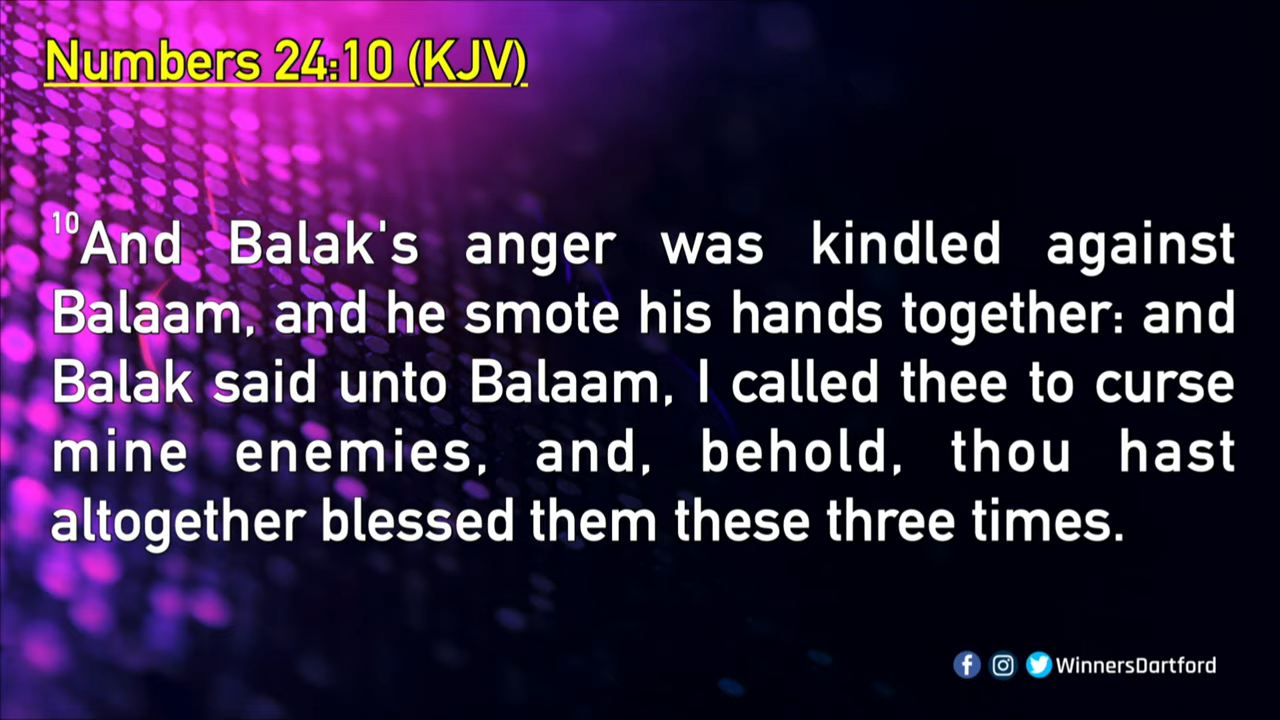 Numbers 24:10 (KJV)
10And Balak's anger was kindled against
Balaam, and he smote his hands together: and
Balak said unto Balaam, I called thee to curse
mine enemies, and, behold, thou hast
altogether blessed them these three times.
WinnersDartford